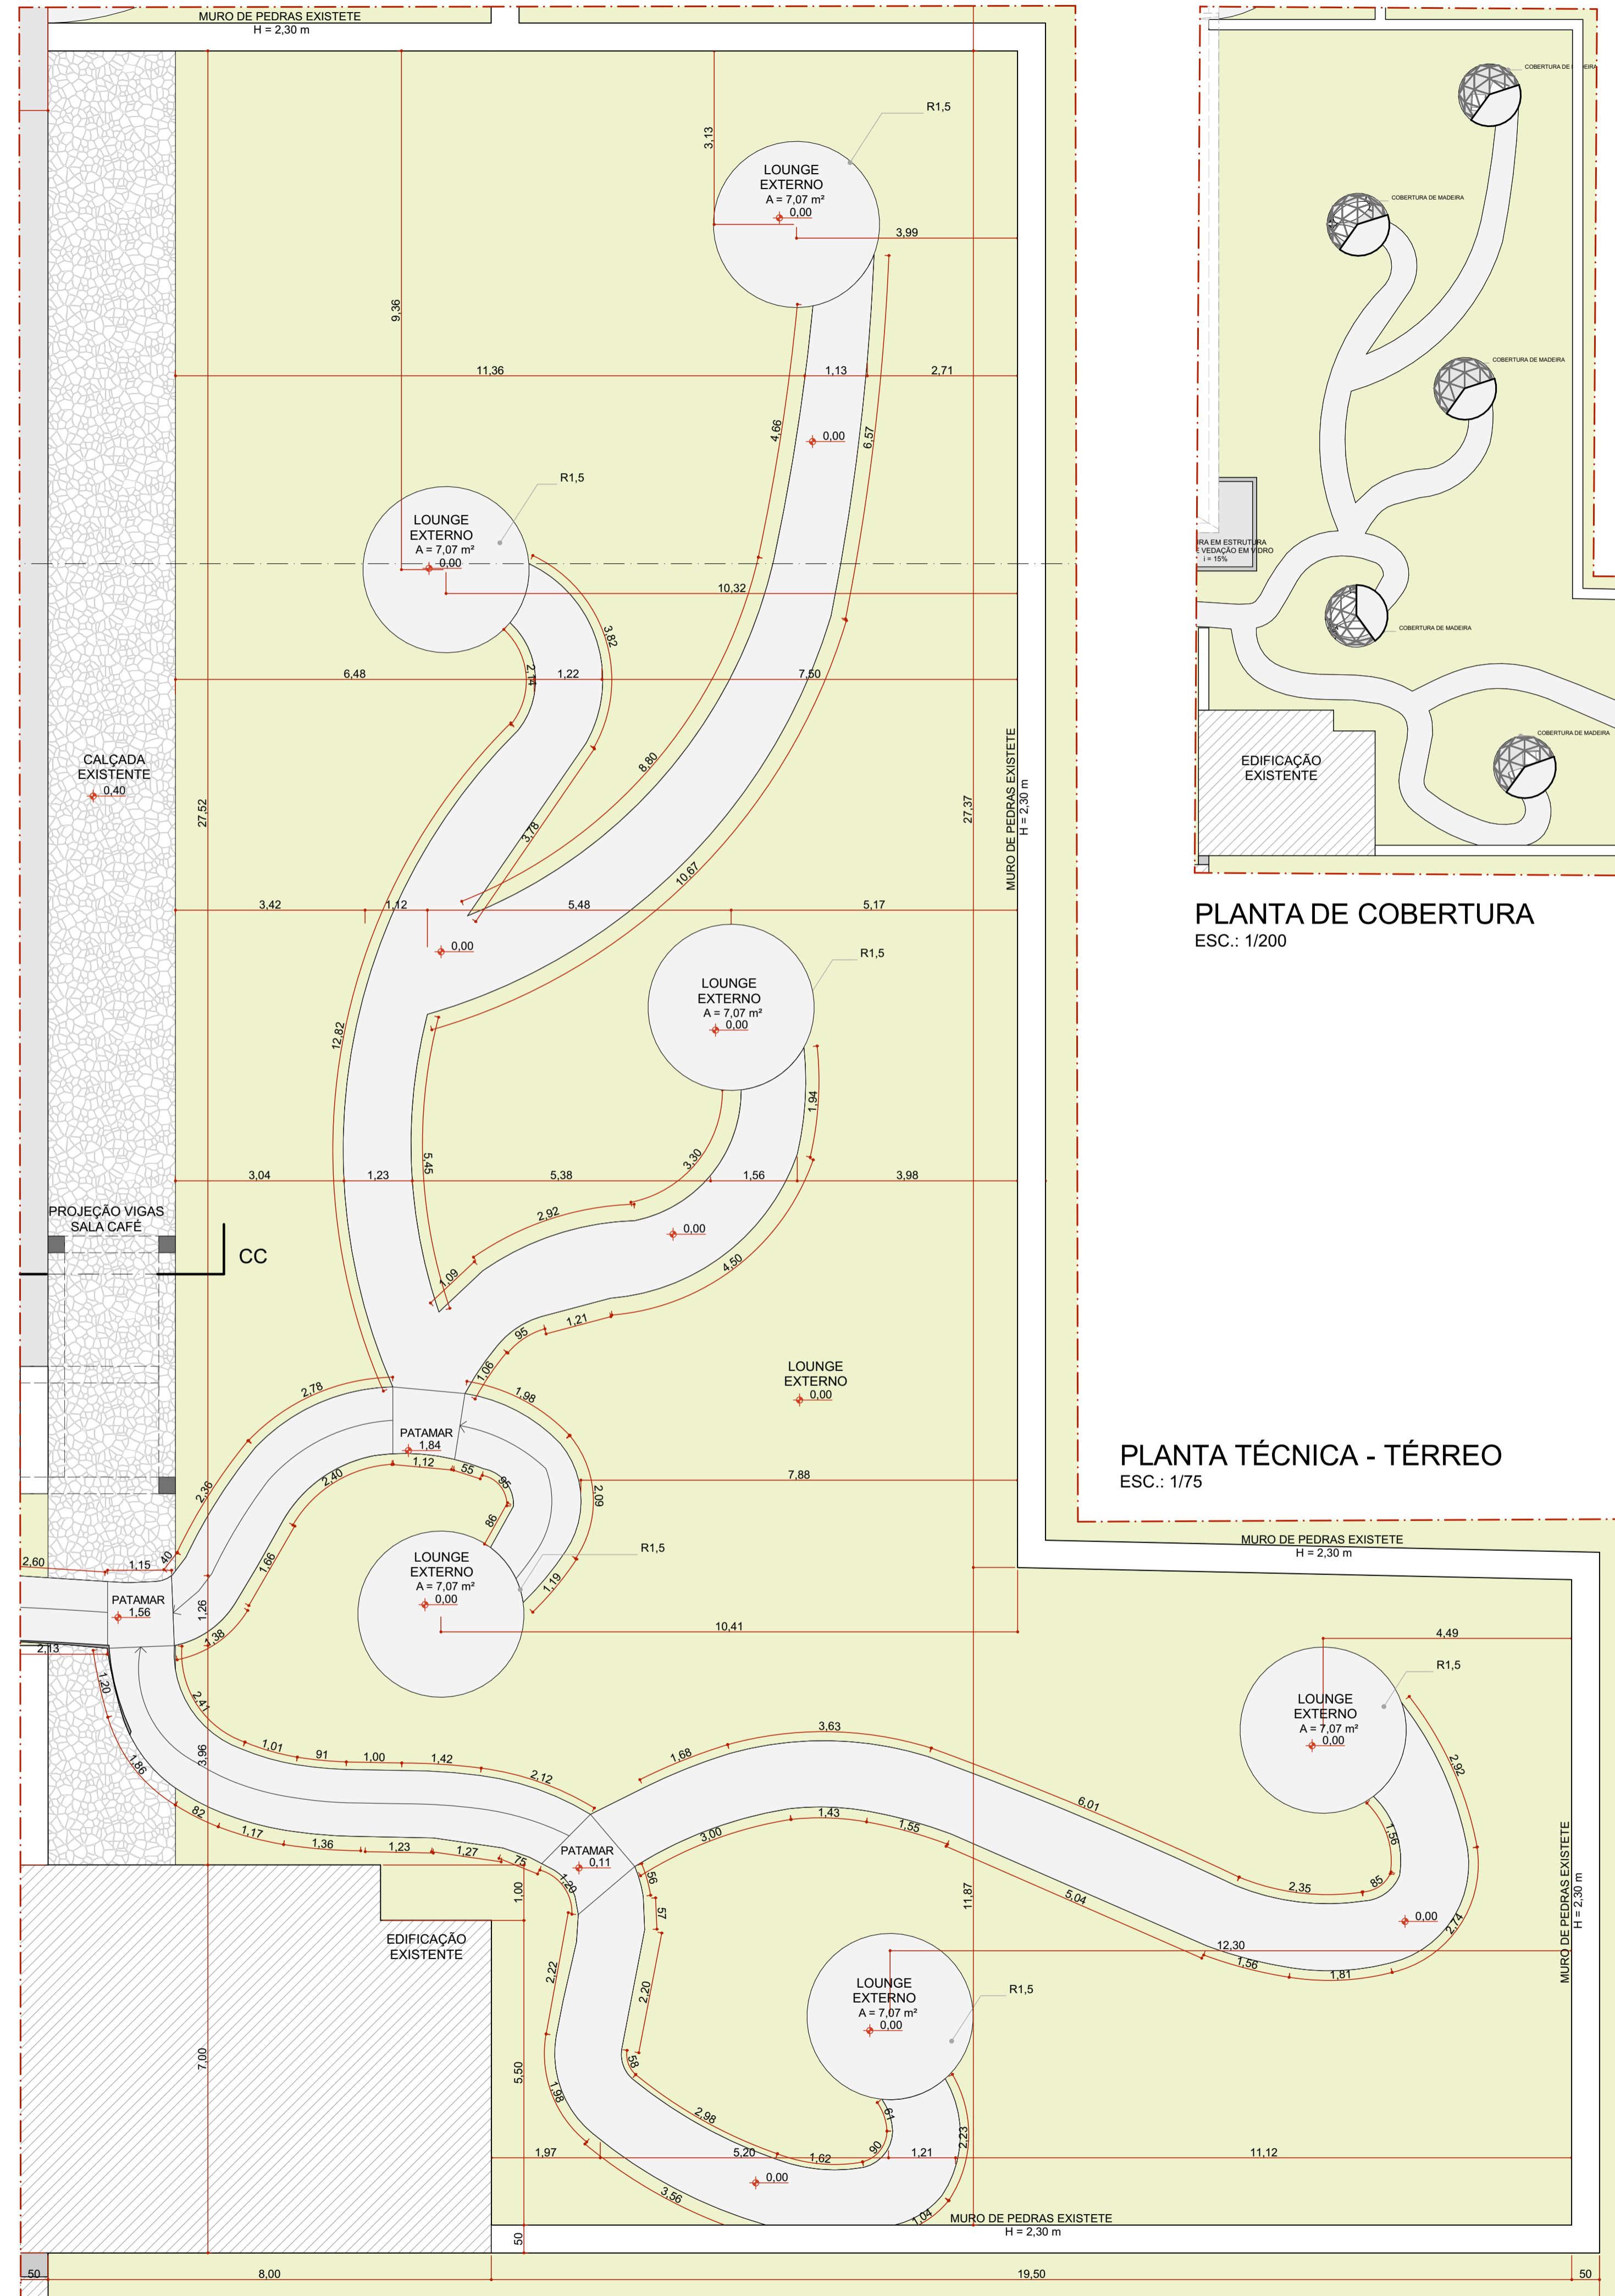 MURO DE PEDRAS EXISTETE
H = 2,30 m
COBERTURA DE
EIRA
R1,5
3,13
LOUNGE
EXTERNO
A = 7,07 m²
0,00
3,99
COBERTURA DE MADEIRA
9,36
11,36
1,13
2,71
COBERTURA DE MADEIRA
4,66
0,00
6,57
R1,5
LOUNGE
EXTERNO
A = 7,07 m²
0,00
RA EM ESTRUTURA
E VEDAÇÃO EM VIDRO
i = 15%
10,32
3,82
COBERTURA DE MADEIRA
2,14
6,48
1,22
7,50
COBERTURA DE MADEIRA
CALÇADA
EXISTENTE
0,40
27,52
8,80
27,37
MURO DE PEDRAS EXISTETE
H = 2,30 m
EDIFICAÇÃO
EXISTENTE
3,78
10,67
3,42
1,12
5,48
5,17
PLANTA DE COBERTURA
ESC.: 1/200
0,00
R1,5
LOUNGE
EXTERNO
A = 7,07 m²
0,00
12,82
1,94
5,45
3,30
3,04
1,23
5,38
1,56
3,98
PROJEÇÃO VIGAS
SALA CAFÉ
2,92
0,00
CC
1,09
4,50
1,21
95
1,06
LOUNGE
EXTERNO
0,00
2,78
1,98
PATAMAR
1,84
PLANTA TÉCNICA - TÉRREO
ESC.: 1/75
2,40
1,12
55
95
7,88
2,36
2,09
86
MURO DE PEDRAS EXISTETE
H = 2,30 m
R1,5
2,60
1,15
40
1,66
LOUNGE
EXTERNO
A = 7,07 m²
0,00
1,19
PATAMAR
1,56
1,26
10,41
1,38
4,49
2,13
R1,5
1,20
2,41
LOUNGE
EXTERNO
A = 7,07 m²
0,00
3,63
1,01
91
1,00
1,42
3,96
1,68
1,86
2,12
2,92
6,01
82
1,17
1,36
1,23
1,27
75
3,00
1,43
1,55
1,56
PATAMAR
0,11
1,20
56
57
1,00
11,87
5,04
2,35
85
0,00
2,74
MURO DE PEDRAS EXISTETE
H = 2,30 m
EDIFICAÇÃO
EXISTENTE
12,30
1,56
1,81
2,22
2,20
LOUNGE
EXTERNO
A = 7,07 m²
0,00
R1,5
7,00
5,50
58
1,98
2,98
61
90
2,23
1,97
5,20
1,62
1,21
11,12
0,00
3,56
1,04
MURO DE PEDRAS EXISTETE
H = 2,30 m
50
50
8,00
19,50
50